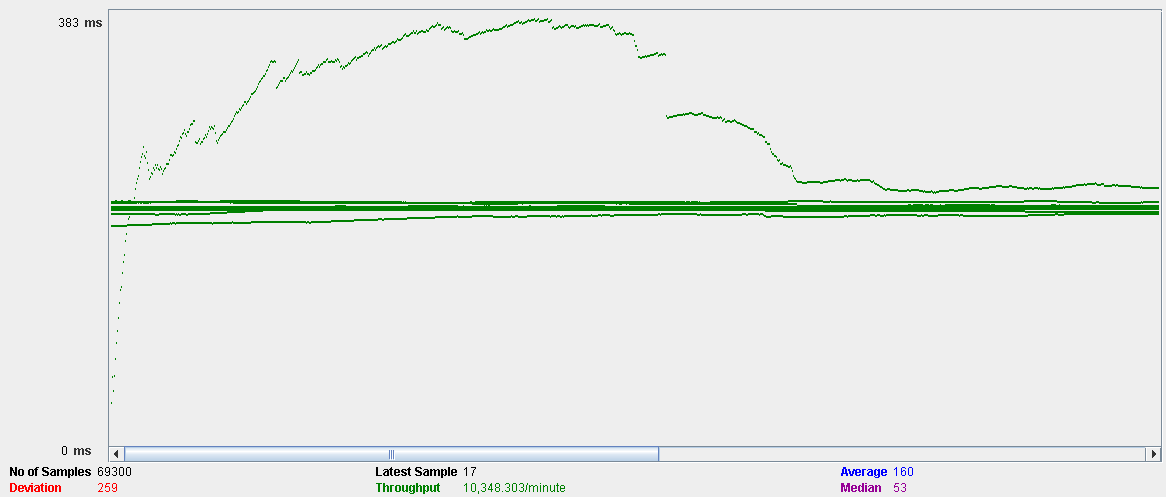 383 ms
0 ms
No of Samples 69300 Latest Sample 17 Average 160
Deviation 259 Throughput 10,348.303/minute Median 53